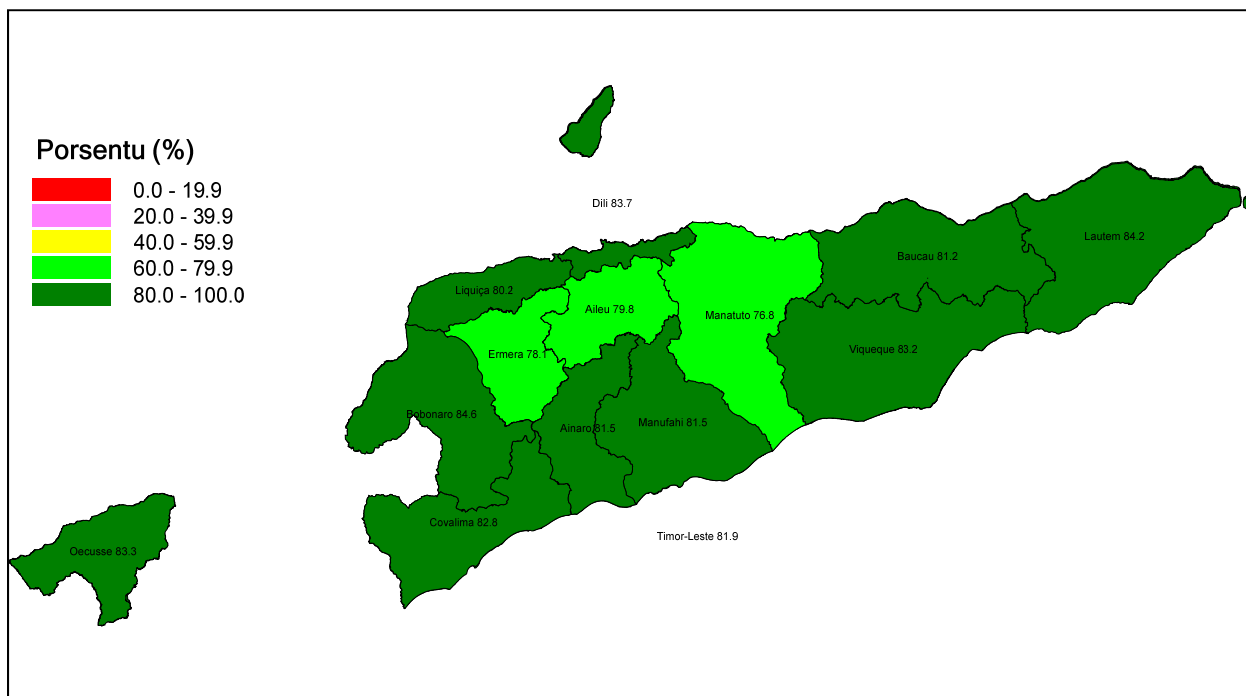 Porsentu (%)
0.0 - 19.9
20.0 - 39.9
40.0 - 59.9
60.0 - 79.9
80.0 - 100.0
Dili 83.7
Lautem 84.2
Baucau 81.2
Liquiça 80.2
Aileu 79.8
Manatuto 76.8
Ermera 78.1
Viqueque 83.2
Bobonaro 84.6
Ainaro 81.5
Manufahi 81.5
Covalima 82.8
Timor-Leste 81.9
Oecusse 83.3